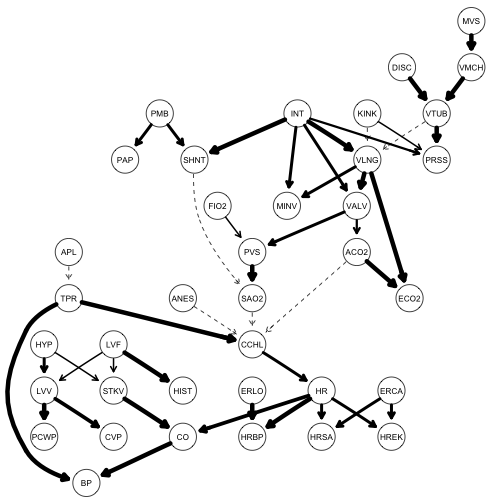 MVS
DISC VMCH
PMB INT KINK VTUB
PAP SHNT VLNG PRSS
FIO2 MINV VALV
APL PVS ACO2
TPR ANES SAO2 ECO2
HYP LVF CCHL
LVV STKV HIST ERLO HR ERCA
PCWP CVP CO HRBP HRSA HREK
BP